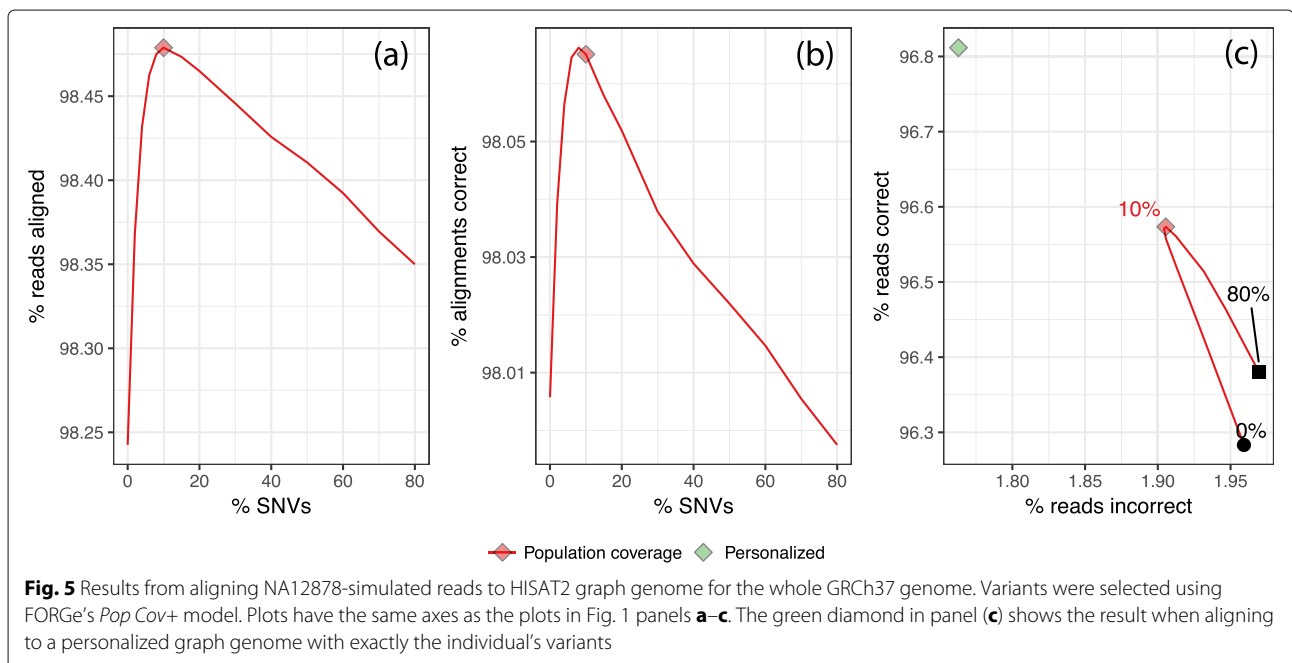 (a)
% reads aligned
98.45
98.40
98.35
98.30
98.25
0 20 40 60 80
% SNVs
(b)
% alignments correct
98.05
98.03
98.01
0 20 40 60 80
% SNVs
(c)
% reads correct
96.8
96.7
96.6
96.5
96.4
96.3
10%
80%
0%
1.80 1.85 1.90 1.95
% reads incorrect
Population coverage Personalized
Fig. 5 Results from aligning NA12878-simulated reads to HISAT2 graph genome for the whole GRCh37 genome. Variants were selected using
FORGe's Pop Cov+ model. Plots have the same axes as the plots in Fig. 1 panels a–c. The green diamond in panel (c) shows the result when aligning
to a personalized graph genome with exactly the individual's variants